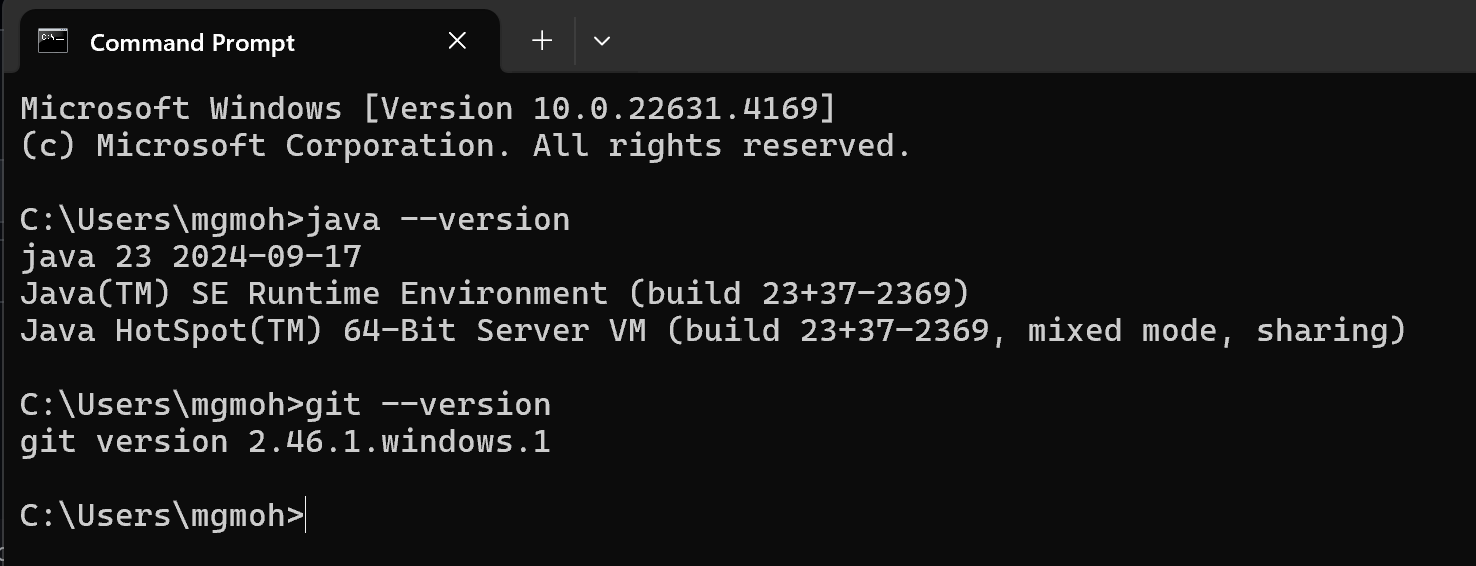 Command Prompt
Microsoft Windows [Version 10.0.22631.4169]
(c) Microsoft Corporation. All rights reserved.
C:\Users\mgmoh>java --version
java 23 2024-09-17
Java(TM) SE Runtime Environment (build 23+37-2369)
Java HotSpot(TM) 64-Bit Server VM (build 23+37-2369, mixed mode, sharing)
C:\Users\mgmoh>git --version
git version 2.46.1.windows.1
C:\Users\mgmoh>